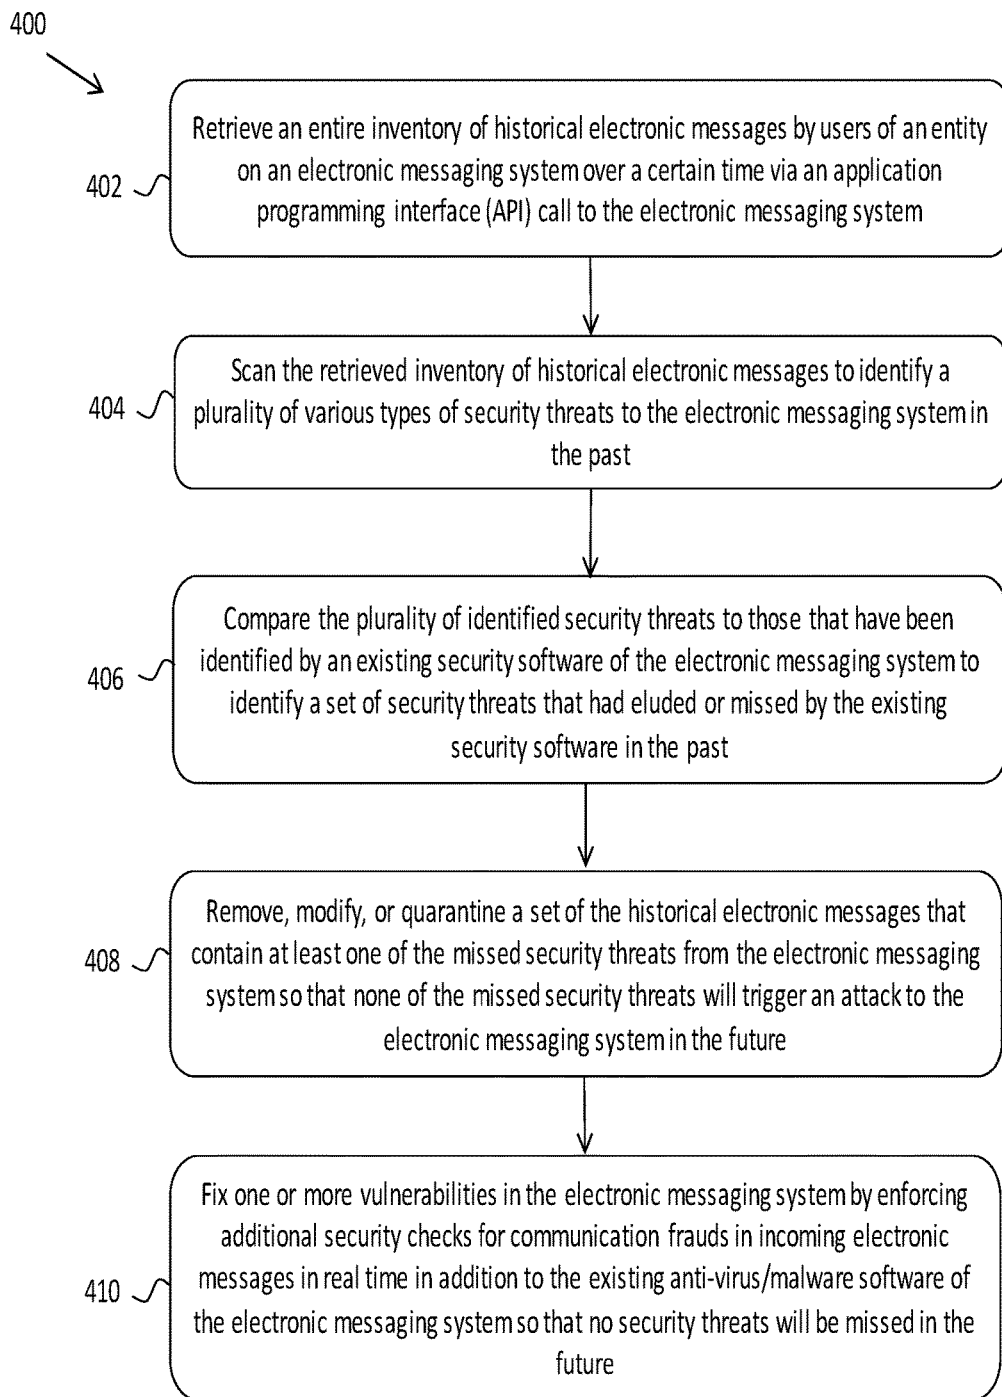 400
Retrieve an entire inventory of historical electronic messages by users of an entity
on an electronic messaging system over a certain time via an application
programming interface (API) call to the electronic messaging system
402
Scan the retrieved inventory of historical electronic messages to identify a
plurality of various types of security threats to the electronic messaging system in
the past
404
Compare the plurality of identified security threats to those that have been
identified by an existing security software of the electronic messaging system to
identify a set of security threats that had eluded or missed by the existing
security software in the past
406
Remove, modify, or quarantine a set of the historical electronic messages that
contain at least one of the missed security threats from the electronic messaging
system so that none of the missed security threats will trigger an attack to the
electronic messaging system in the future
408
Fix one or more vulnerabilities in the electronic messaging system by enforcing
additional security checks for communication frauds in incoming electronic
messages in real time in addition to the existing anti-virus/malware software of
the electronic messaging system so that no security threats will be missed in the
future
410